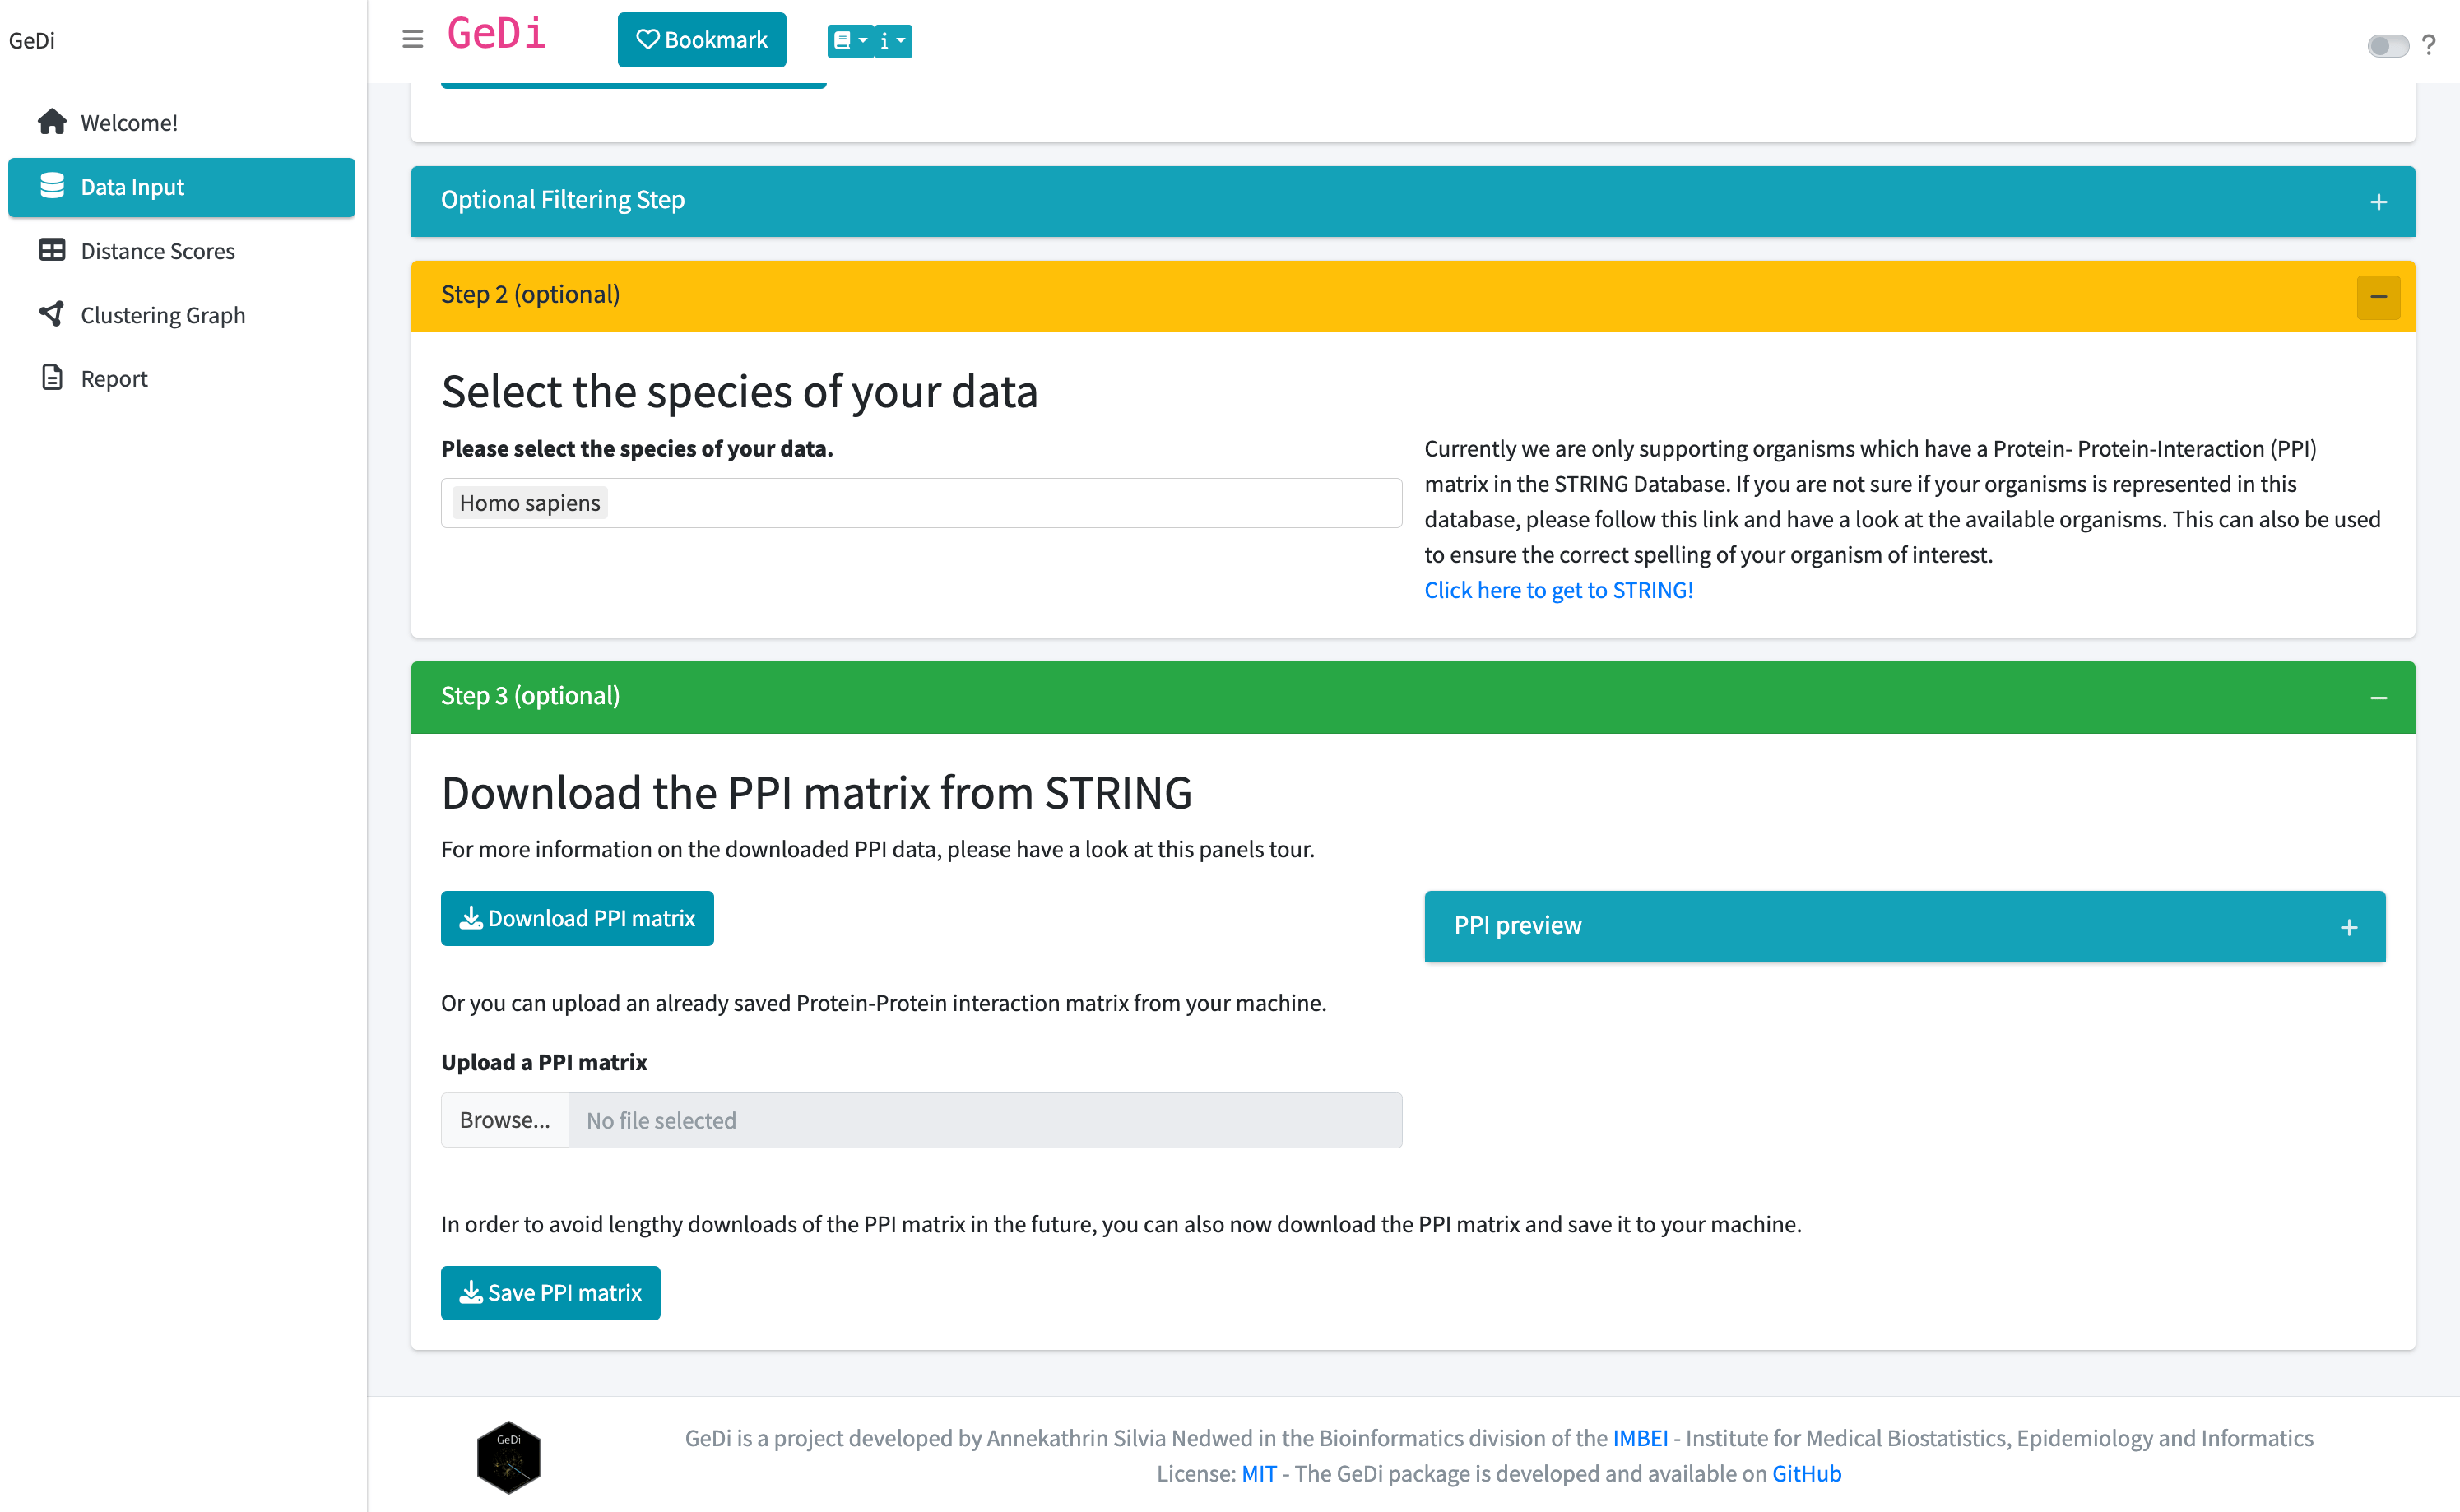 GeDi
Welcome!
Data Input
Distance Scores
Clustering Graph
Report
GeDi
Bookmark
i
?
Optional Filtering Step
+
Step 2 (optional)
−
Select the species of your data
Please select the species of your data.
Homo sapiens
Currently we are only supporting organisms which have a Protein- Protein-Interaction (PPI)
matrix in the STRING Database. If you are not sure if your organisms is represented in this
database, please follow this link and have a look at the available organisms. This can also be used
to ensure the correct spelling of your organism of interest.
Click here to get to STRING!
Step 3 (optional)
−
Download the PPI matrix from STRING
For more information on the downloaded PPI data, please have a look at this panels tour.
Download PPI matrix
PPI preview
+
Or you can upload an already saved Protein-Protein interaction matrix from your machine.
Upload a PPI matrix
Browse... No file selected
In order to avoid lengthy downloads of the PPI matrix in the future, you can also now download the PPI matrix and save it to your machine.
Save PPI matrix
GeDi
GeDi is a project developed by Annekathrin Silvia Nedwed in the Bioinformatics division of the IMBEI - Institute for Medical Biostatistics, Epidemiology and Informatics
License: MIT - The GeDi package is developed and available on GitHub